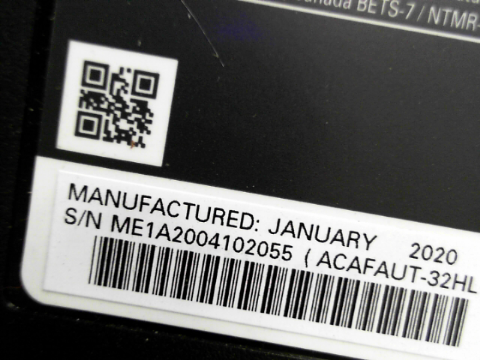 anada BETS-7 / NTMR-
MANUFACTURED: JANUARY 2020
S/N ME1A2004102055 ( ACAFAUT-32HL